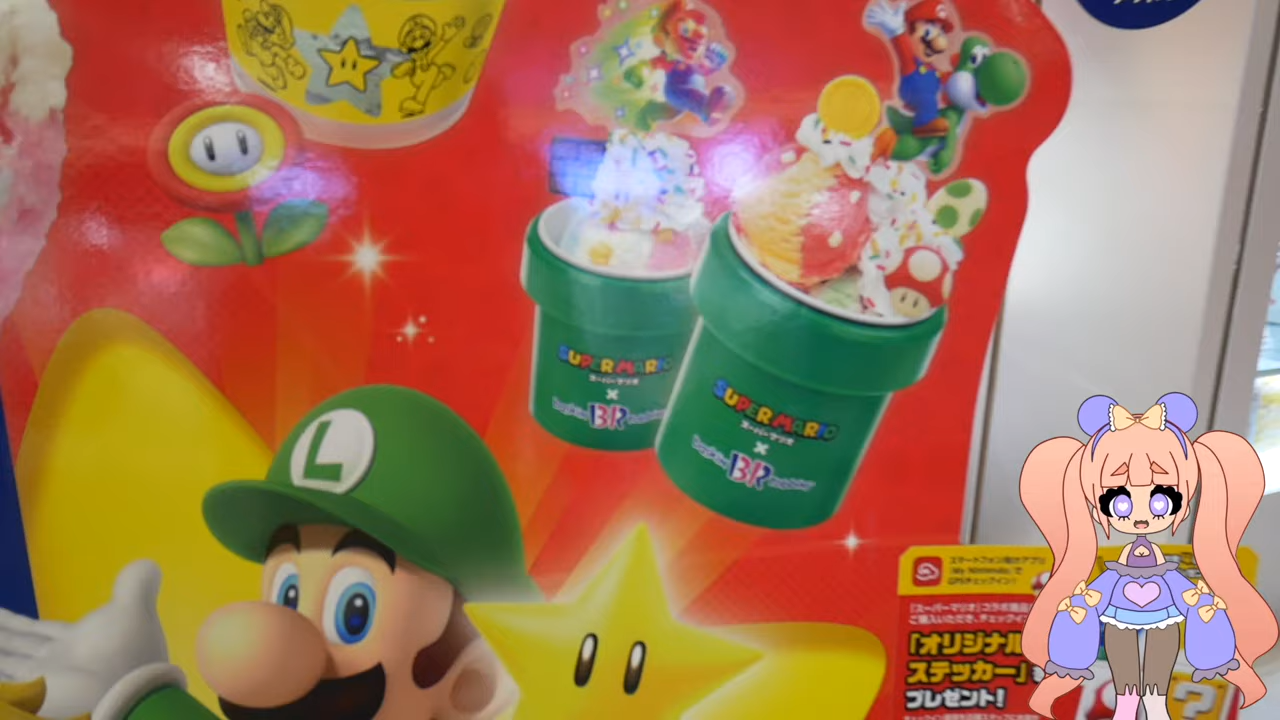 SUPER MARIO
スーパーマリオ
×
baskin BR robbins
SUPER MARIO
スーパーマリオ
×
baskin BR robbins
L
スマートフォン向けアプリ
「My Nintendo」で
GPSチェックイン！
「スーパーマリオ」コラボ商品
ご購入いただき、チェックイン
「オリジナル
ステッカー」
プレゼント！
?